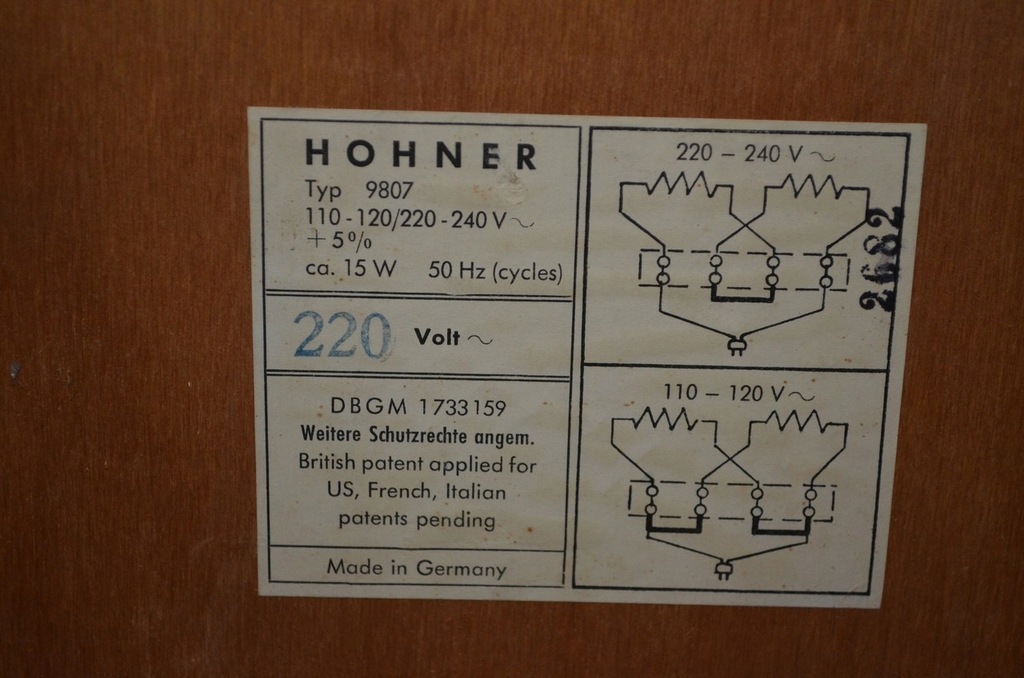 HOHNER
Typ 9807
110-120/220-240 V ~
+ 5%
ca. 15 W 50 Hz (cycles)
220 Volt ~
DBGM 1733159
Weitere Schutzrechte angem.
British patent applied for
US, French, Italian
patents pending
Made in Germany
220 – 240 V ~
2682
110 – 120 V ~